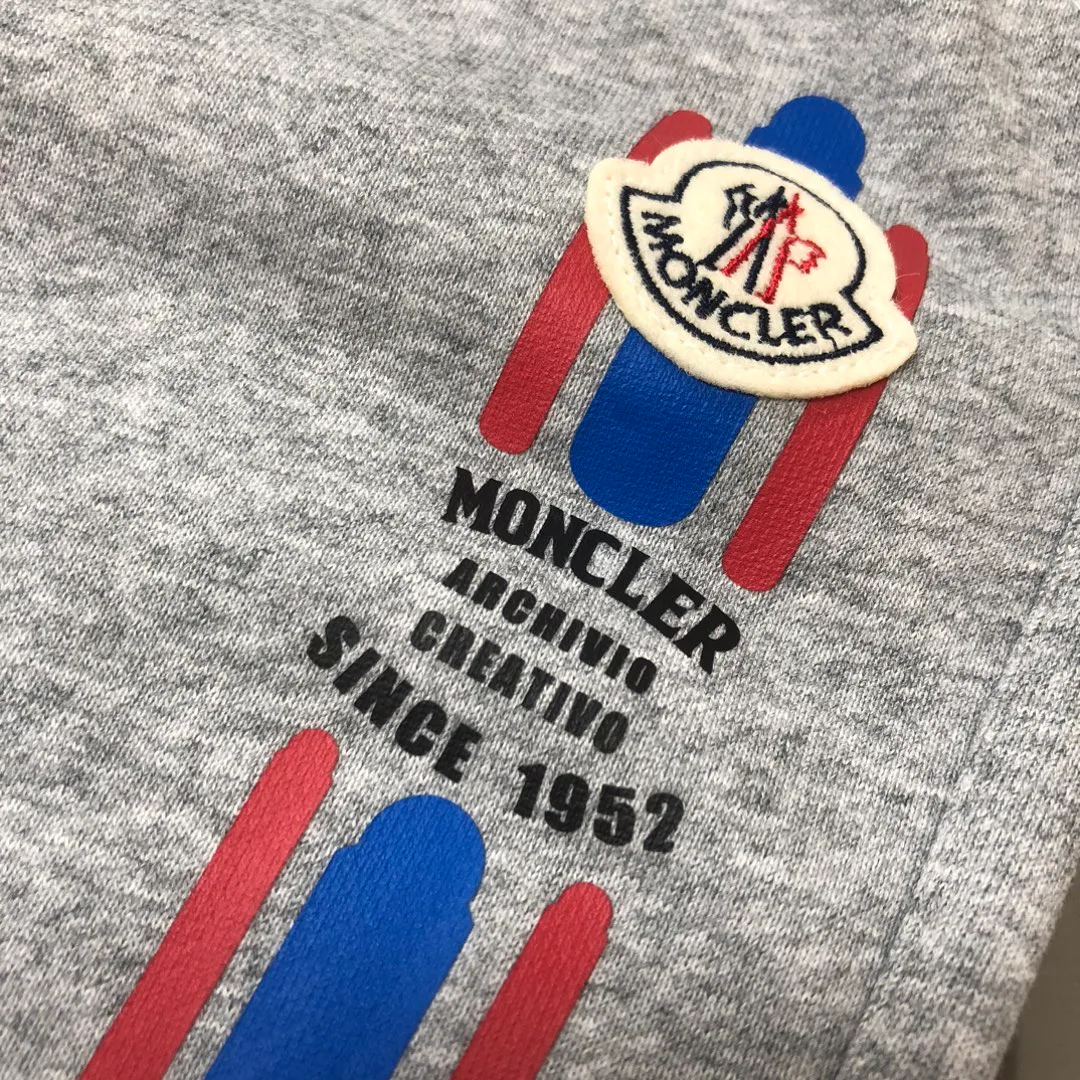 MONCLER
MONCLER
ARCHIVIO
CREATIVO
SINCE 1952